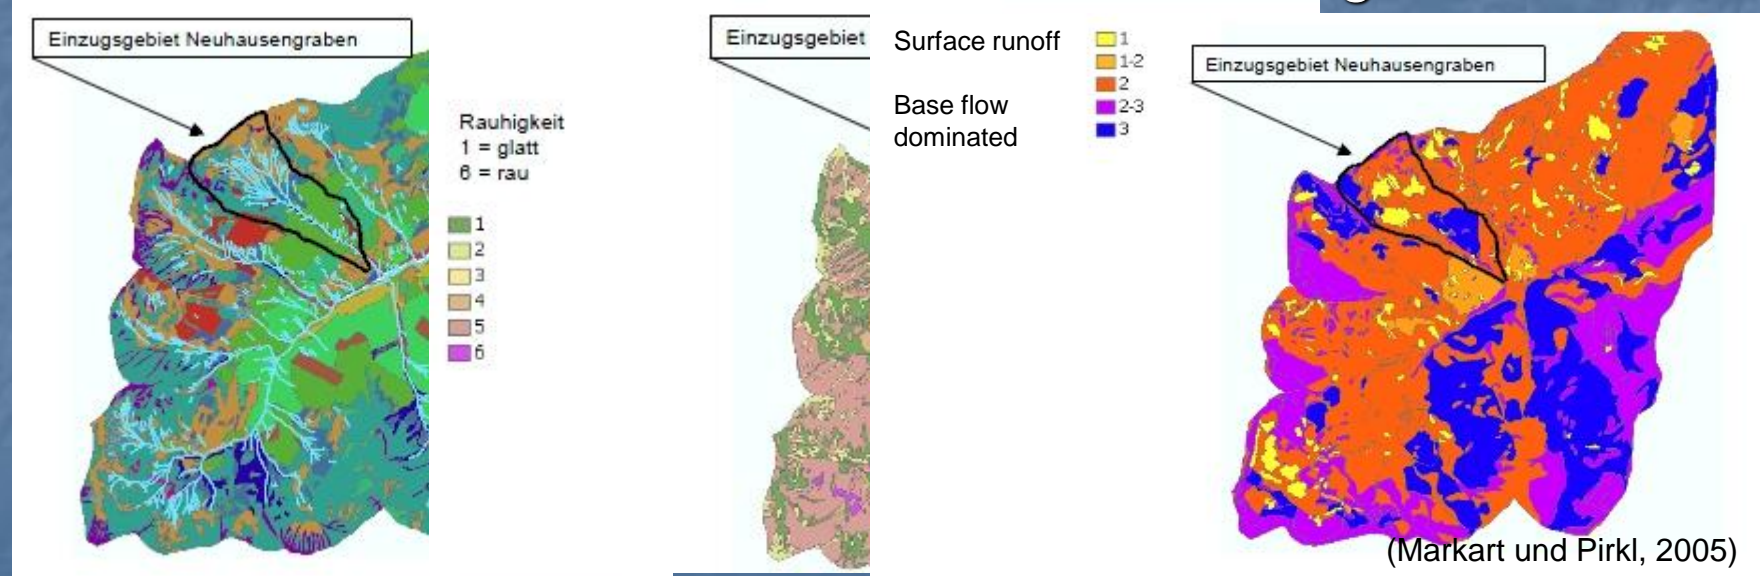 Einzugsgebiet Neuhausengraben
Rauhigkeit
1 = glatt
6 = rau
1
2
3
4
5
6
Einzugsgebiet
Surface runoff
Base flow
dominated
1
1-2
2
2-3
3
Einzugsgebiet Neuhausengraben
(Markart und Pirkl, 2005)